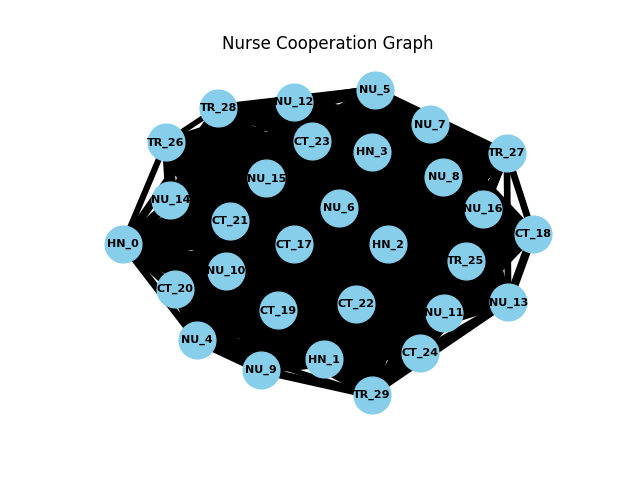 Nurse Cooperation Graph
NU_5
NU_12
TR_28
NU_7
CT_23
TR_26
HN_3
TR_27
NU_15
NU_8
NU_14
NU_6
NU_16
CT_21
CT_18
HN_0
CT_17
HN_2
TR_25
NU_10
CT_20
NU_13
CT_22
CT_19
NU_11
NU_4
CT_24
HN_1
NU_9
TR_29